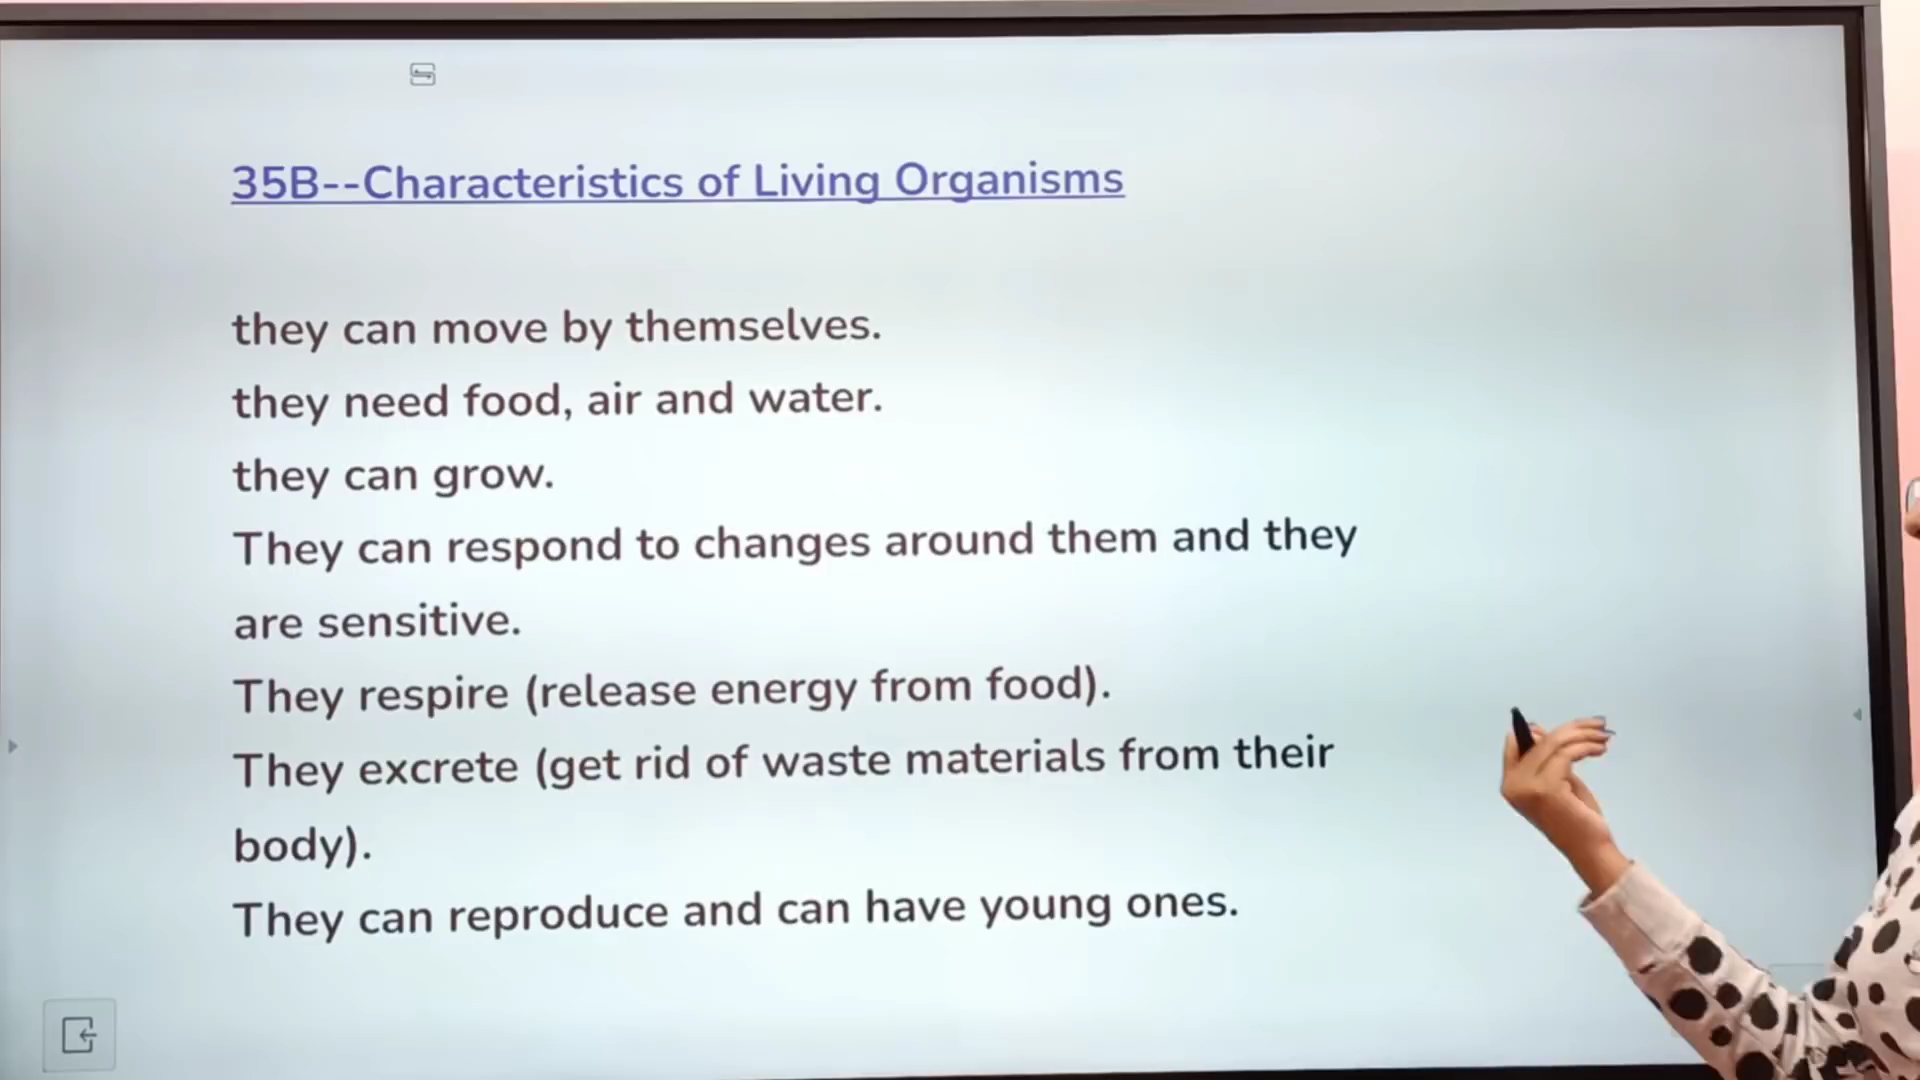 35B--Characteristics of Living Organisms
they can move by themselves.
they need food, air and water.
they can grow.
They can respond to changes around them and they
are sensitive.
They respire (release energy from food).
They excrete (get rid of waste materials from their
body).
They can reproduce and can have young ones.